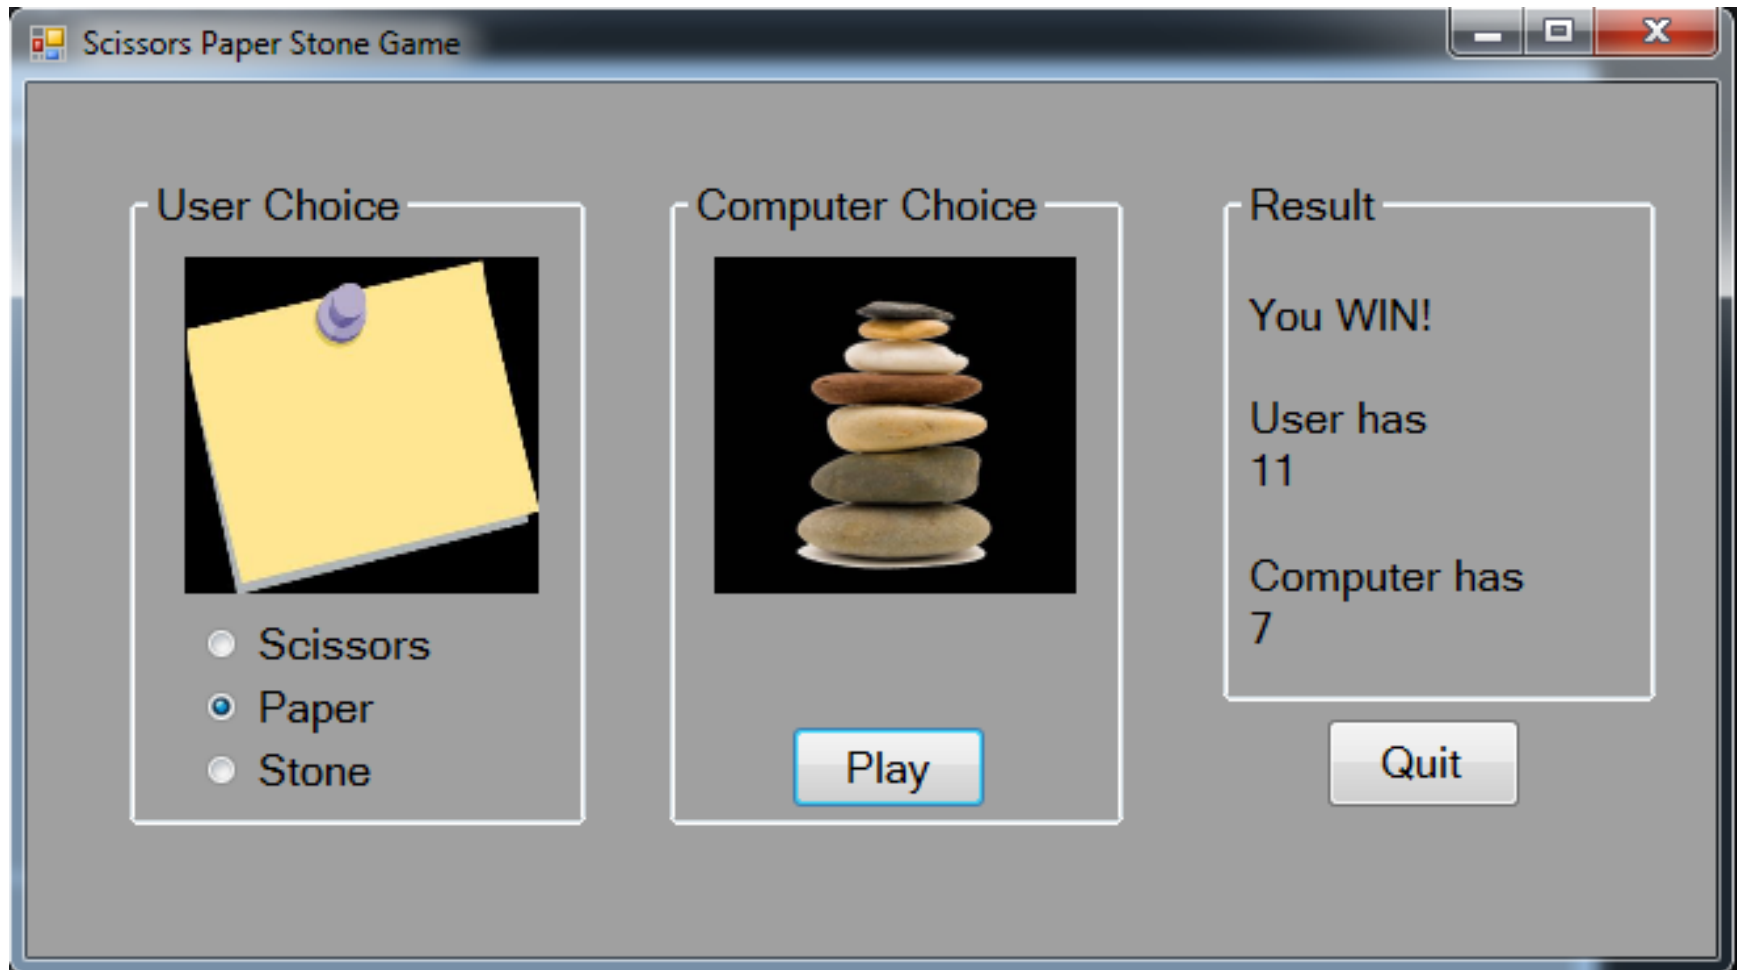 Scissors Paper Stone Game
User Choice
Scissors
Paper
Stone
Computer Choice
Play
Result
You WIN!
User has
11
Computer has
7
Quit